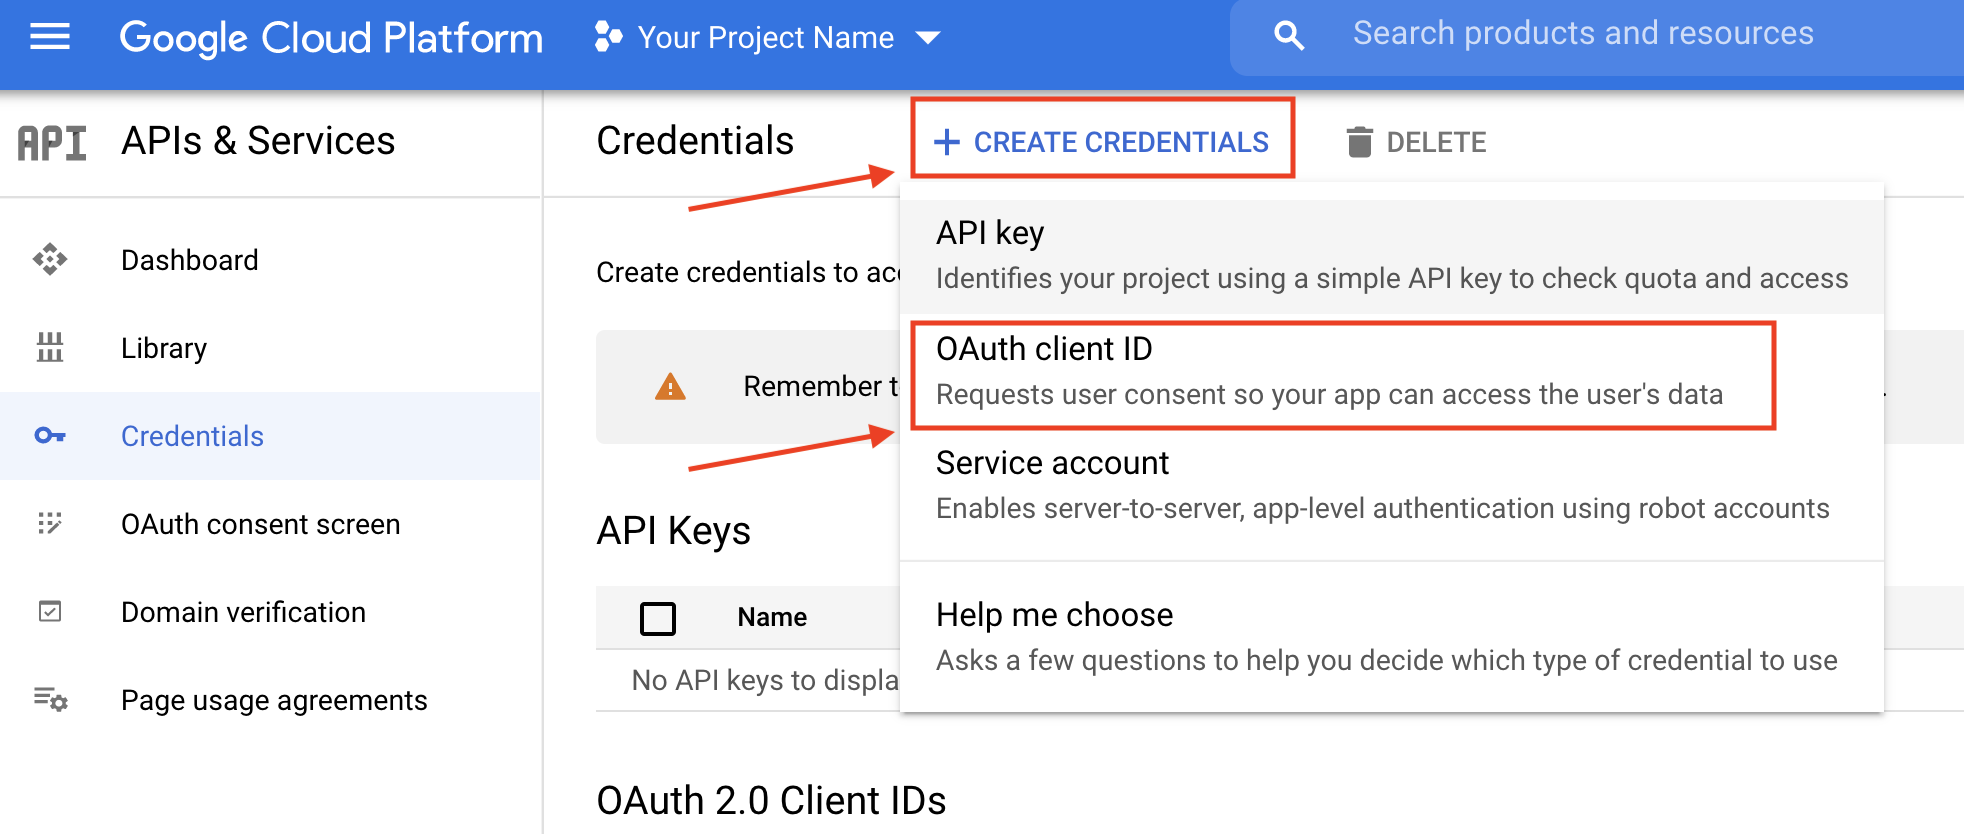 Google Cloud Platform
Your Project Name
Search products and resources
API
APIs & Services
Credentials
CREATE CREDENTIALS
DELETE
Dashboard
Library
Credentials
OAuth consent screen
Domain verification
Page usage agreements
Create credentials to acc
Remember t
API key
Identifies your project using a simple API key to check quota and access
OAuth client ID
Requests user consent so your app can access the user's data
Service account
Enables server-to-server, app-level authentication using robot accounts
Help me choose
Asks a few questions to help you decide which type of credential to use
API Keys
Name
No API keys to displa
OAuth 2.0 Client IDs